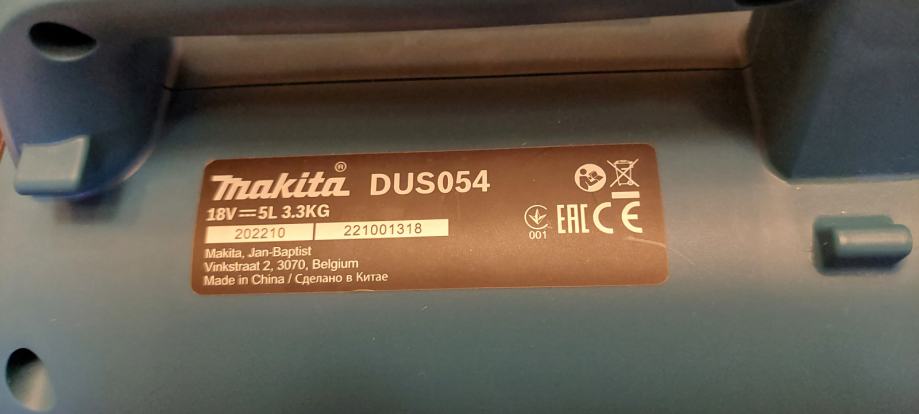 makita® DUS054
18V⎓5L 3.3KG
202210 221001318
Makita, Jan-Baptist
Vinkstraat 2, 3070, Belgium
Made in China / Сделано в Китае
001
EAC CE